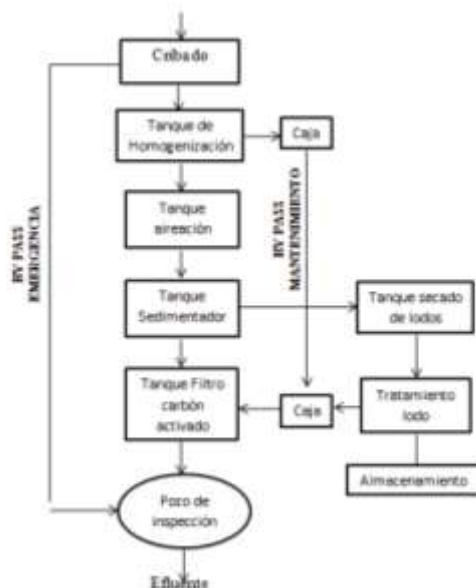 Cribado
Tanque de
Homogenización
Caja
Tanque
aireación
BY PASS
EMERGENCIA
BY PASS
MANTENIMIENTO
Tanque
Sedimentador
Tanque secado
de lodos
Tanque Filtro
carbón
activado
Caja
Tratamiento
lodo
Almacenamiento
Pozo de
inspección
Efluente